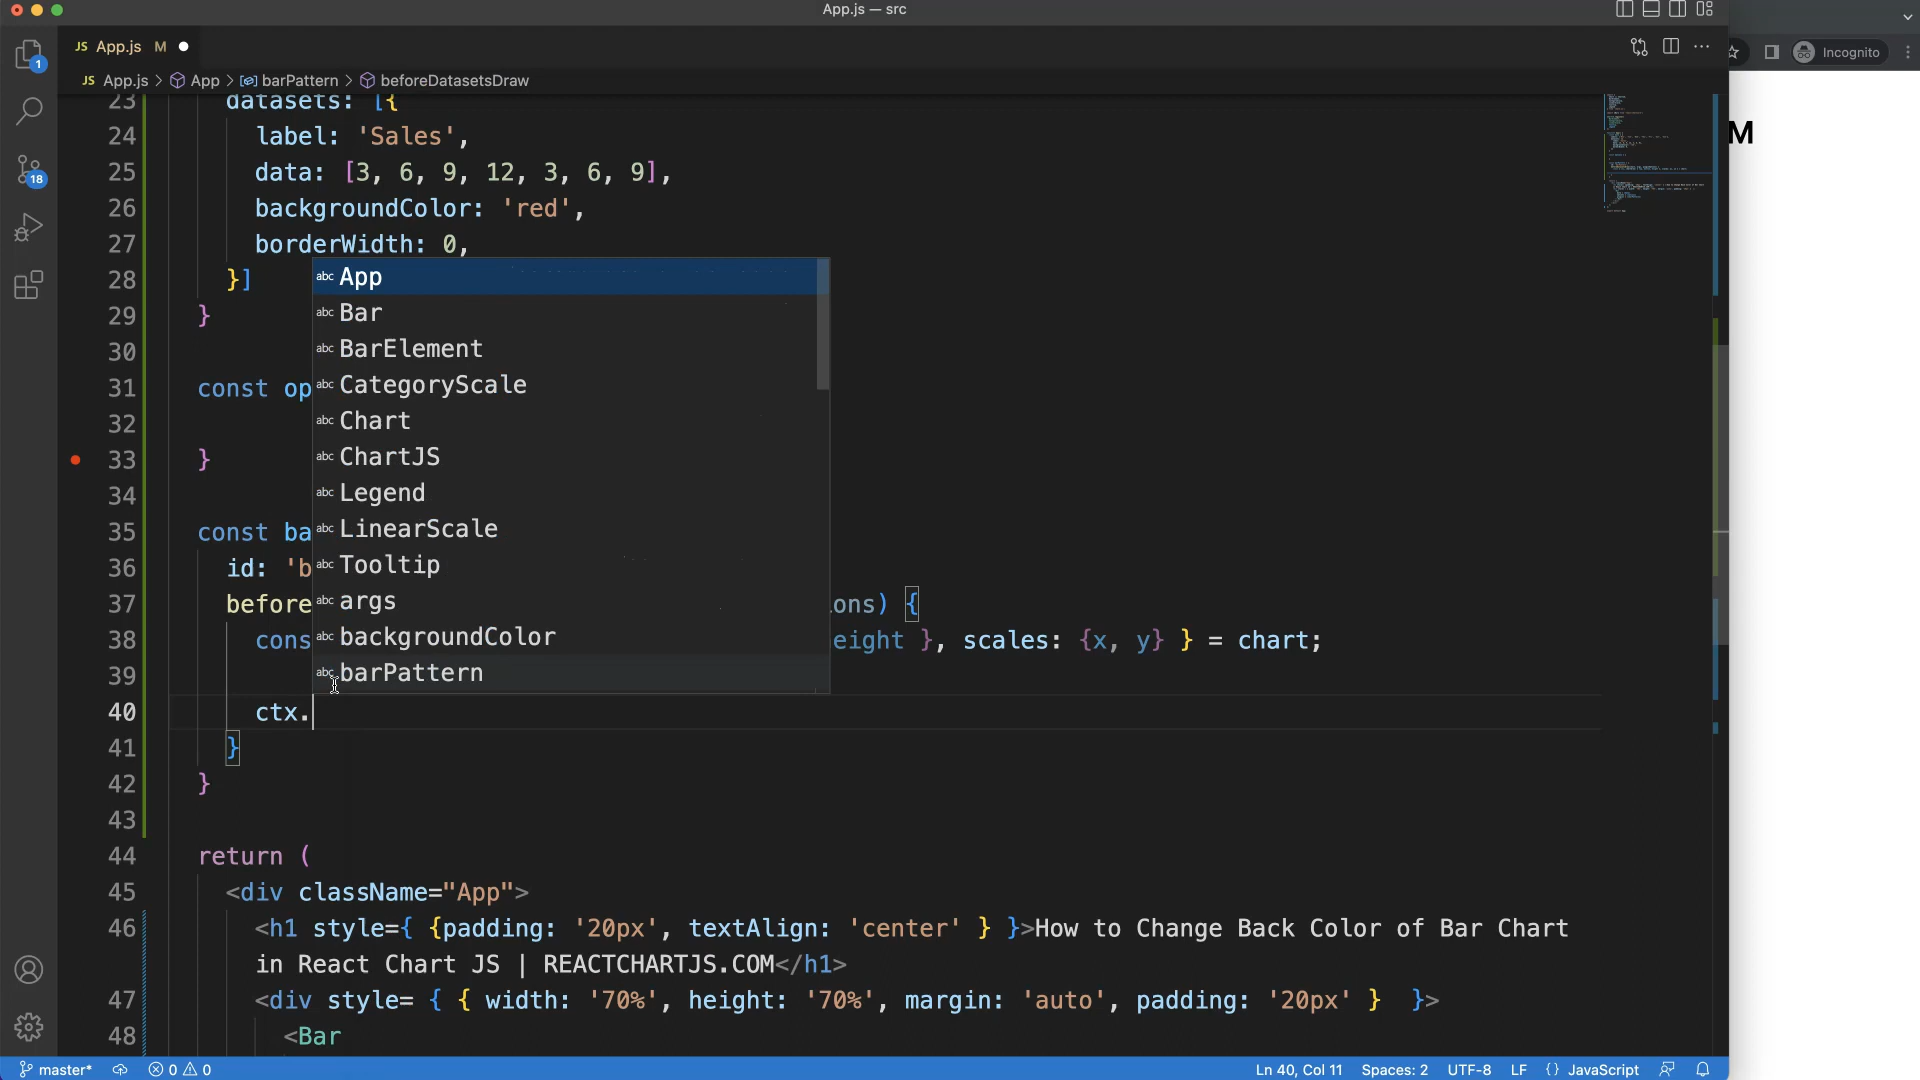 App.js — src
JS App.js M
Incognito
JS App.js > App > barPattern > beforeDatasetsDraw
23 datasets: [{
24 label: 'Sales',
25 data: [3, 6, 9, 12, 3, 6, 9],
26 backgroundColor: 'red',
27 borderWidth: 0,
28 }]
29 }
30
31 const op
32
33 }
34
35 const ba
36 id: 'b
37 before ons) {
38 cons eight }, scales: {x, y} } = chart;
39
40 ctx.
41 }
42 }
43
44 return (
45 <div className="App">
46 <h1 style={ {padding: '20px', textAlign: 'center' } }>How to Change Back Color of Bar Chart
in React Chart JS | REACTCHARTJS.COM</h1>
47 <div style= { { width: '70%', height: '70%', margin: 'auto', padding: '20px' }  }>
48 <Bar
abc App
abc Bar
abc BarElement
abc CategoryScale
abc Chart
abc ChartJS
abc Legend
abc LinearScale
abc Tooltip
abc args
abc backgroundColor
abc barPattern
M
1
18
master* 0 0
Ln 40, Col 11 Spaces: 2 UTF-8 LF {} JavaScript